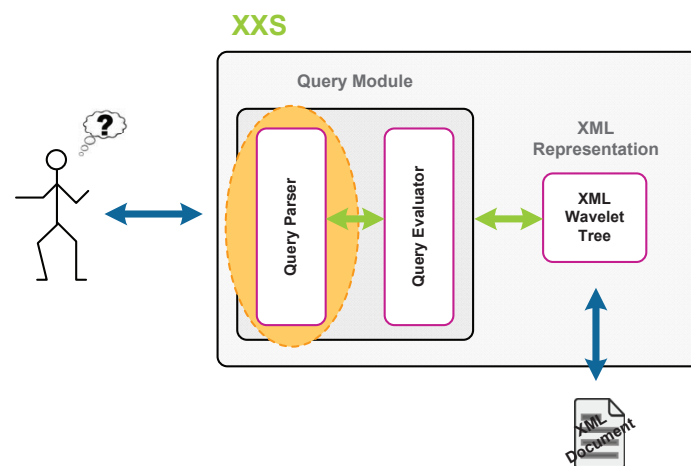 XXS
Query Module
?
XML
Representation
Query Parser
Query Evaluator
XML
Wavelet
Tree
XML
Document